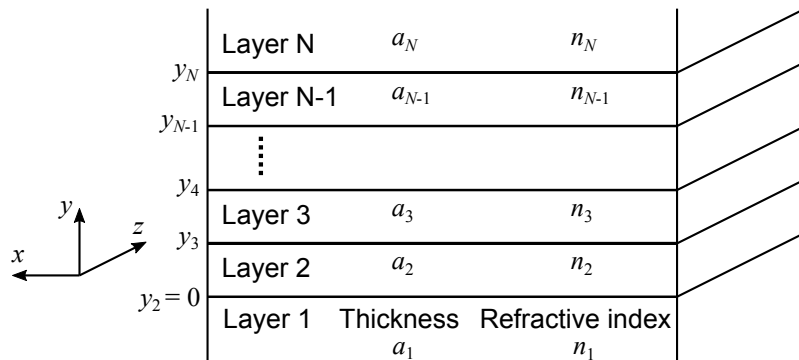 Layer N a_N n_N
y_N
Layer N-1 a_{N-1} n_{N-1}
y_{N-1}
y_4
Layer 3 a_3 n_3
y_3
Layer 2 a_2 n_2
y_2 = 0
Layer 1 Thickness Refractive index
a_1 n_1
y
z
x